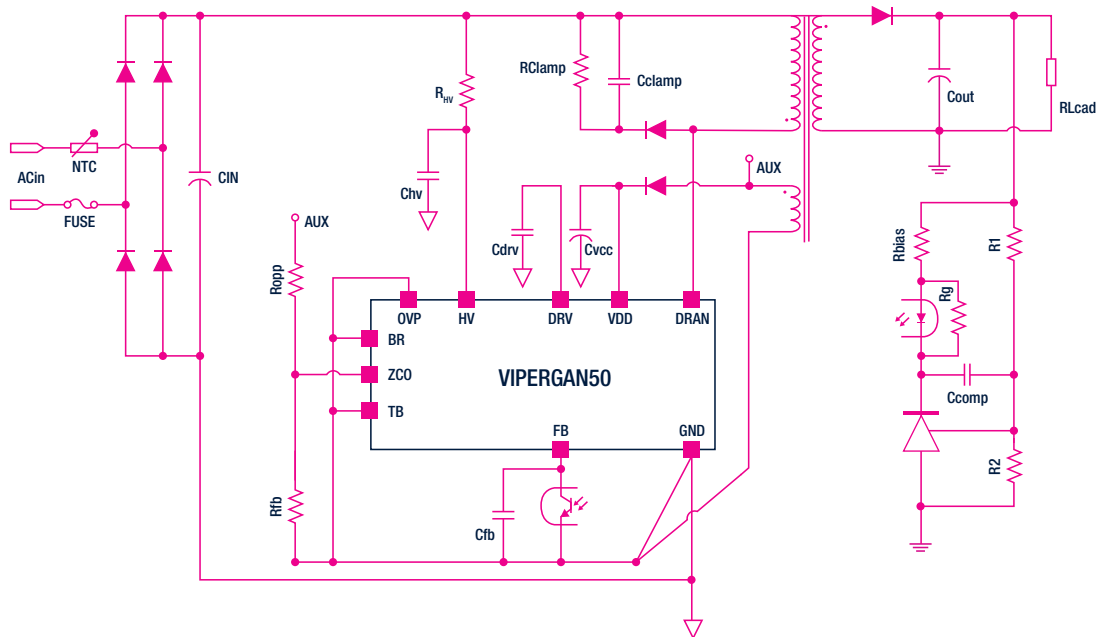 RClamp
Cclamp
R HV
Cout
RLcad
NTC
ACin
CIN
Chv
AUX
FUSE
AUX
Cdrv
Cvcc
Rbias
R1
Ropp
Rg
OVP
HV
DRV
VDD
DRAN
BR
ZCO
VIPERGAN50
Ccomp
TB
FB
GND
R2
Rfb
Cfb